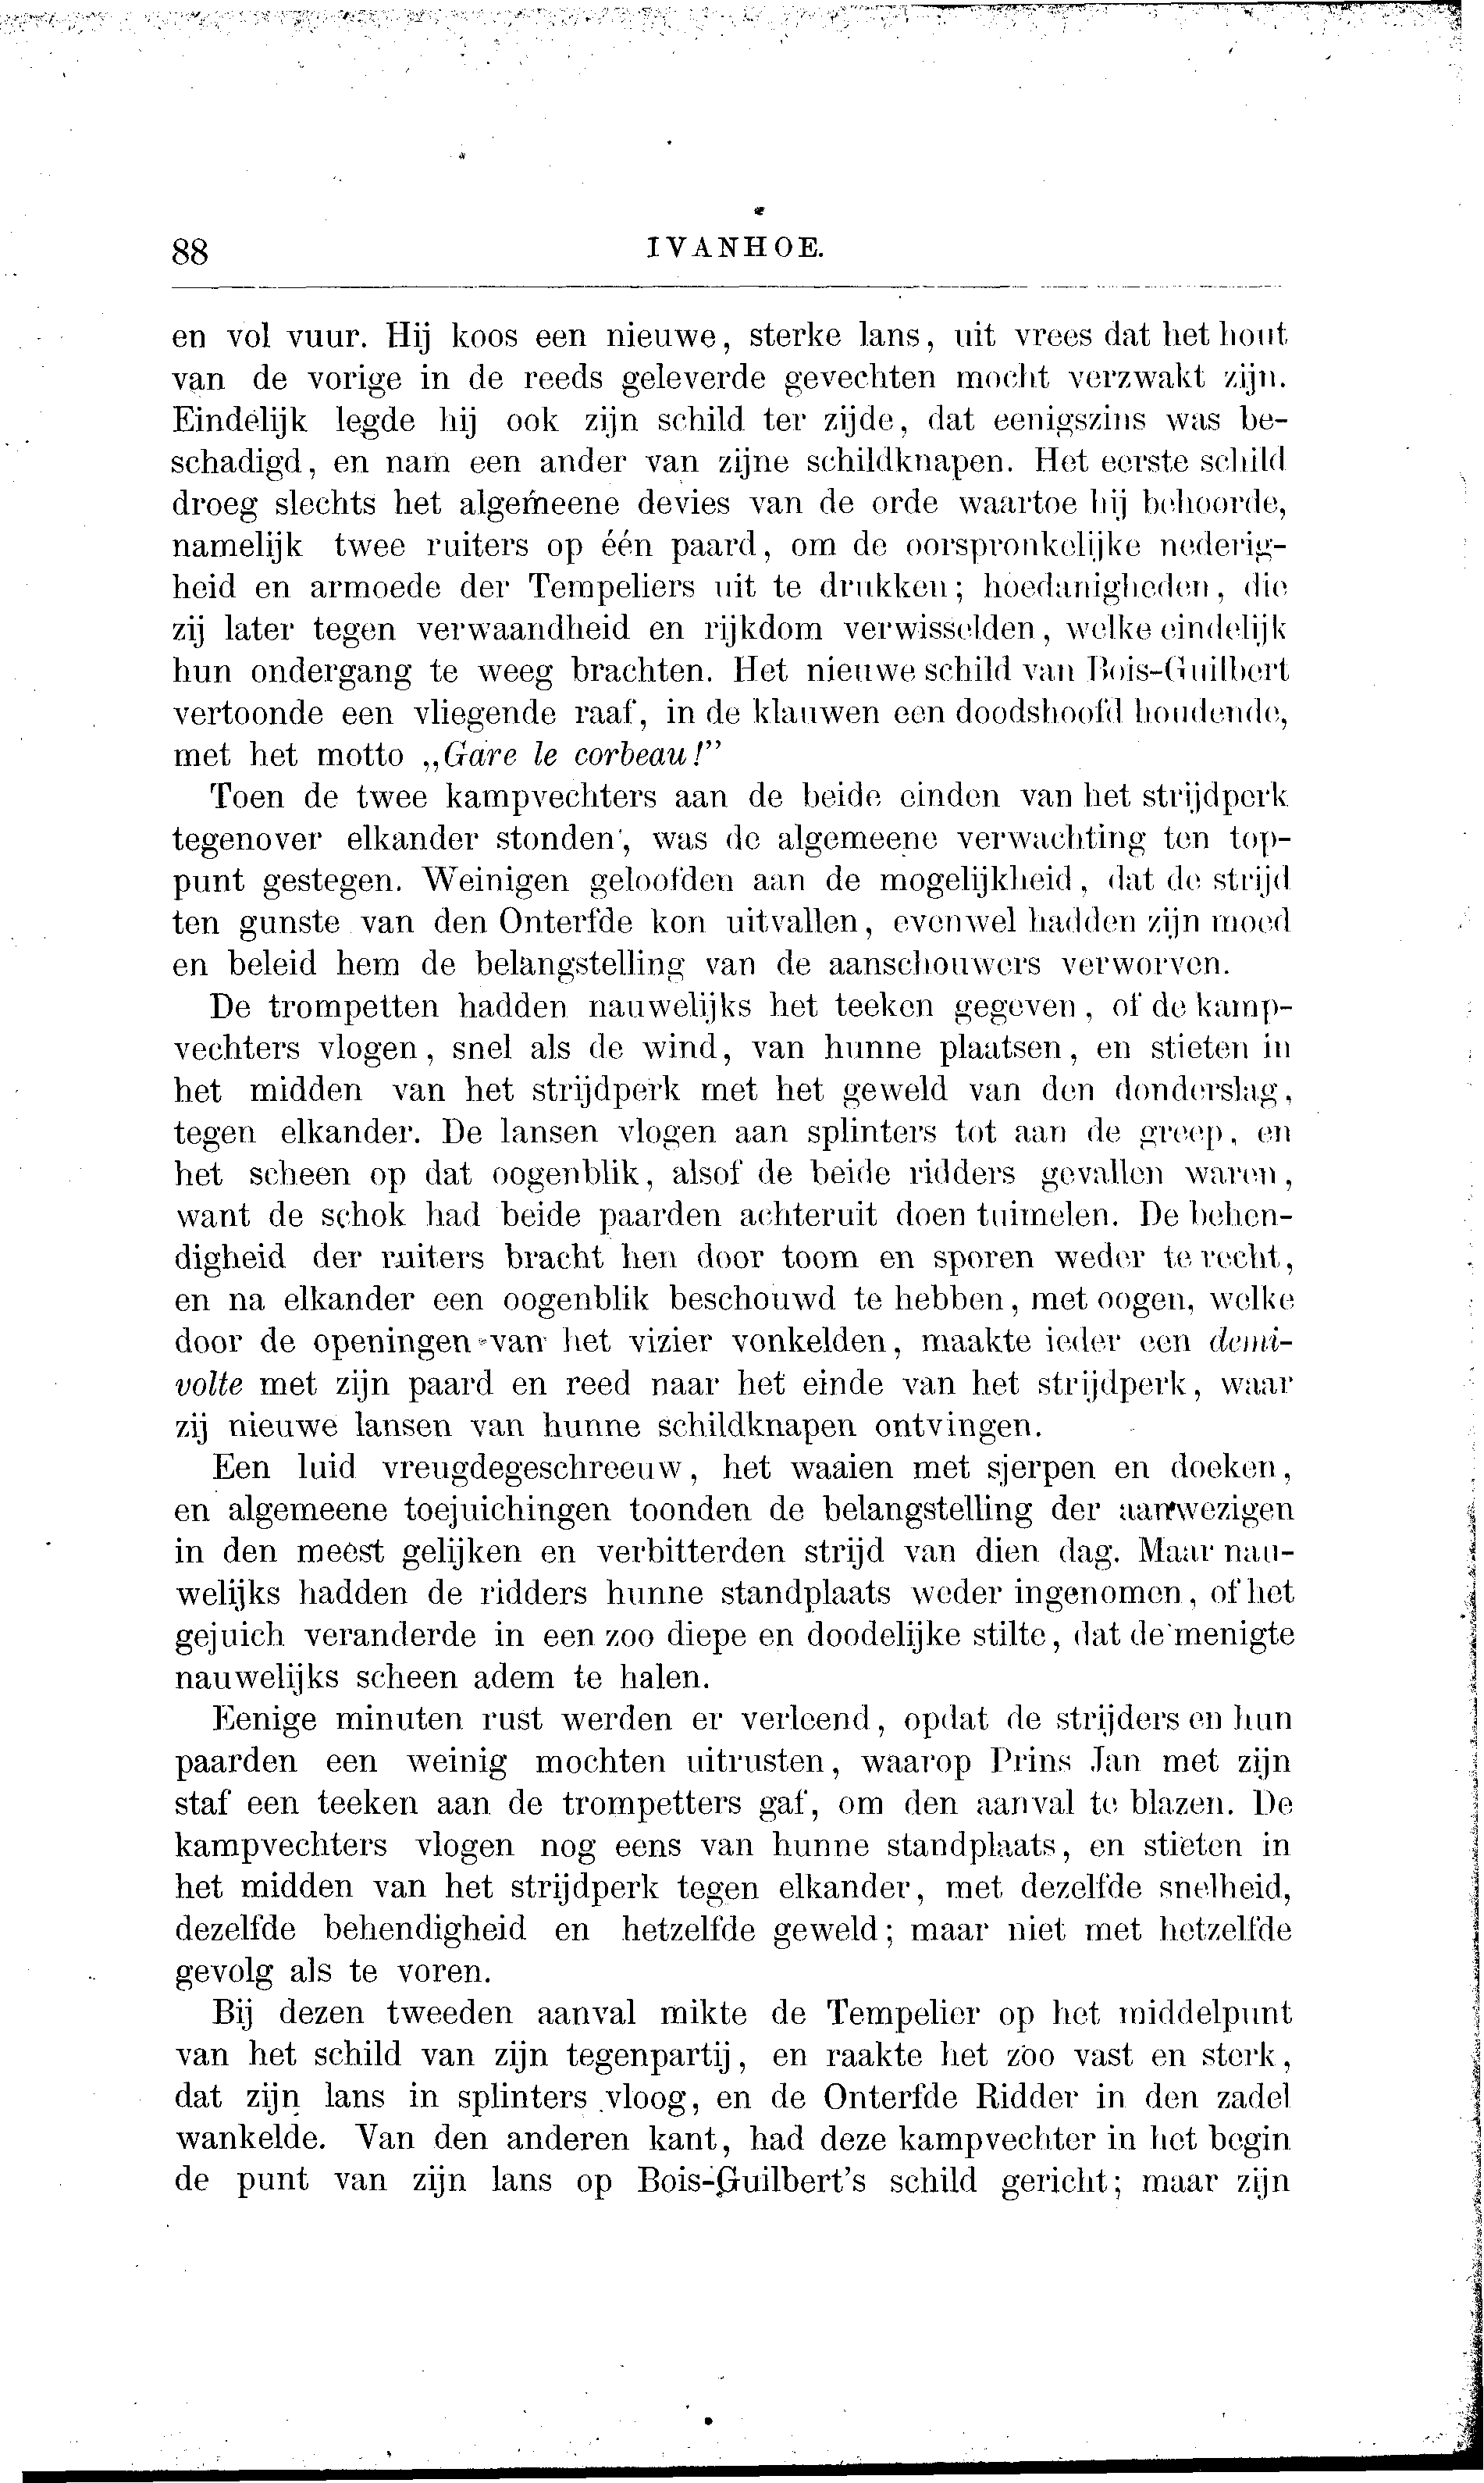 88 IVANHOE.
en vol vuur. Hij koos een nieuwe, sterke lans, uit vrees dat het hout
van de vorige in de reeds geleverde gevechten mocht verzwakt zijn.
Eindelijk legde hij ook zijn schild ter zijde, dat eenigszins was be-
schadigd, en nam een ander van zijne schildknapen. Het eerste schild
droeg slechts het algemeene devies van de orde waartoe hij behoorde,
namelijk twee ruiters op één paard, om de oorspronkelijke nederig-
heid en armoede der Tempeliers uit te drukken; hoedanigheden, die
zij later tegen verwaandheid en rijkdom verwisselden, welke eindelijk
hun ondergang te weeg brachten. Het nieuwe schild van Bois-Guilbert
vertoonde een vliegende raaf, in de klauwen een doodshoofd houdende,
met het motto „Gare le corbeau!”
Toen de twee kampvechters aan de beide einden van het strijdperk
tegenover elkander stonden, was de algemeene verwachting ten top-
punt gestegen. Weinigen geloofden aan de mogelijkheid, dat de strijd
ten gunste van den Onterfde kon uitvallen, evenwel hadden zijn moed
en beleid hem de belangstelling van de aanschouwers verworven.
De trompetten hadden nauwelijks het teeken gegeven, of de kamp-
vechters vlogen, snel als de wind, van hunne plaatsen, en stieten in
het midden van het strijdperk met het geweld van den donderslag,
tegen elkander. De lansen vlogen aan splinters tot aan de greep, en
het scheen op dat oogenblik, alsof de beide ridders gevallen waren,
want de schok had beide paarden achteruit doen tuimelen. De behen-
digheid der ruiters bracht hen door toom en sporen weder te recht,
en na elkander een oogenblik beschouwd te hebben, met oogen, welke
door de openingen van het vizier vonkelden, maakte ieder een demi-
volte met zijn paard en reed naar het einde van het strijdperk, waar
zij nieuwe lansen van hunne schildknapen ontvingen.
Een luid vreugdegeschreeuw, het waaien met sjerpen en doeken,
en algemeene toejuichingen toonden de belangstelling der aanwezigen
in den meest gelijken en verbitterden strijd van dien dag. Maar nau-
welijks hadden de ridders hunne standplaats weder ingenomen, of het
gejuich veranderde in een zoo diepe en doodelijke stilte, dat de menigte
nauwelijks scheen adem te halen.
Eenige minuten rust werden er verleend, opdat de strijders en hun
paarden een weinig mochten uitrusten, waarop Prins Jan met zijn
staf een teeken aan de trompetters gaf, om den aanval te blazen. De
kampvechters vlogen nog eens van hunne standplaats, en stieten in
het midden van het strijdperk tegen elkander, met dezelfde snelheid,
dezelfde behendigheid en hetzelfde geweld; maar niet met hetzelfde
gevolg als te voren.
Bij dezen tweeden aanval mikte de Tempelier op het middelpunt
van het schild van zijn tegenpartij, en raakte het zoo vast en sterk,
dat zijn lans in splinters vloog, en de Onterfde Ridder in den zadel
wankelde. Van den anderen kant, had deze kampvechter in het begin
de punt van zijn lans op Bois-Guilbert's schild gericht; maar zijn